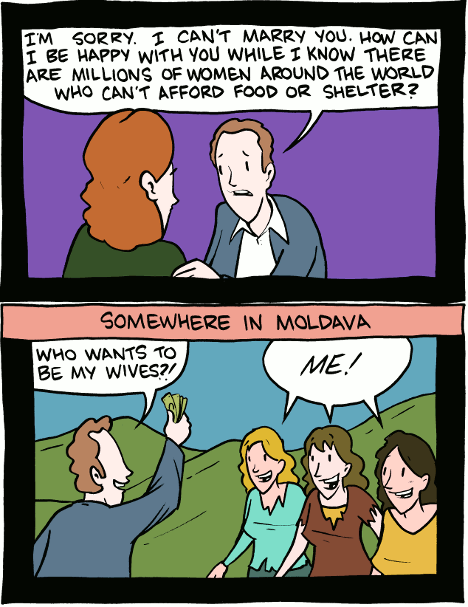 I'M SORRY. I CAN'T MARRY YOU. HOW CAN
I BE HAPPY WITH YOU WHILE I KNOW THERE
ARE MILLIONS OF WOMEN AROUND THE WORLD
WHO CAN'T AFFORD FOOD OR SHELTER?
SOMEWHERE IN MOLDAVA
WHO WANTS TO
BE MY WIVES?!
ME!